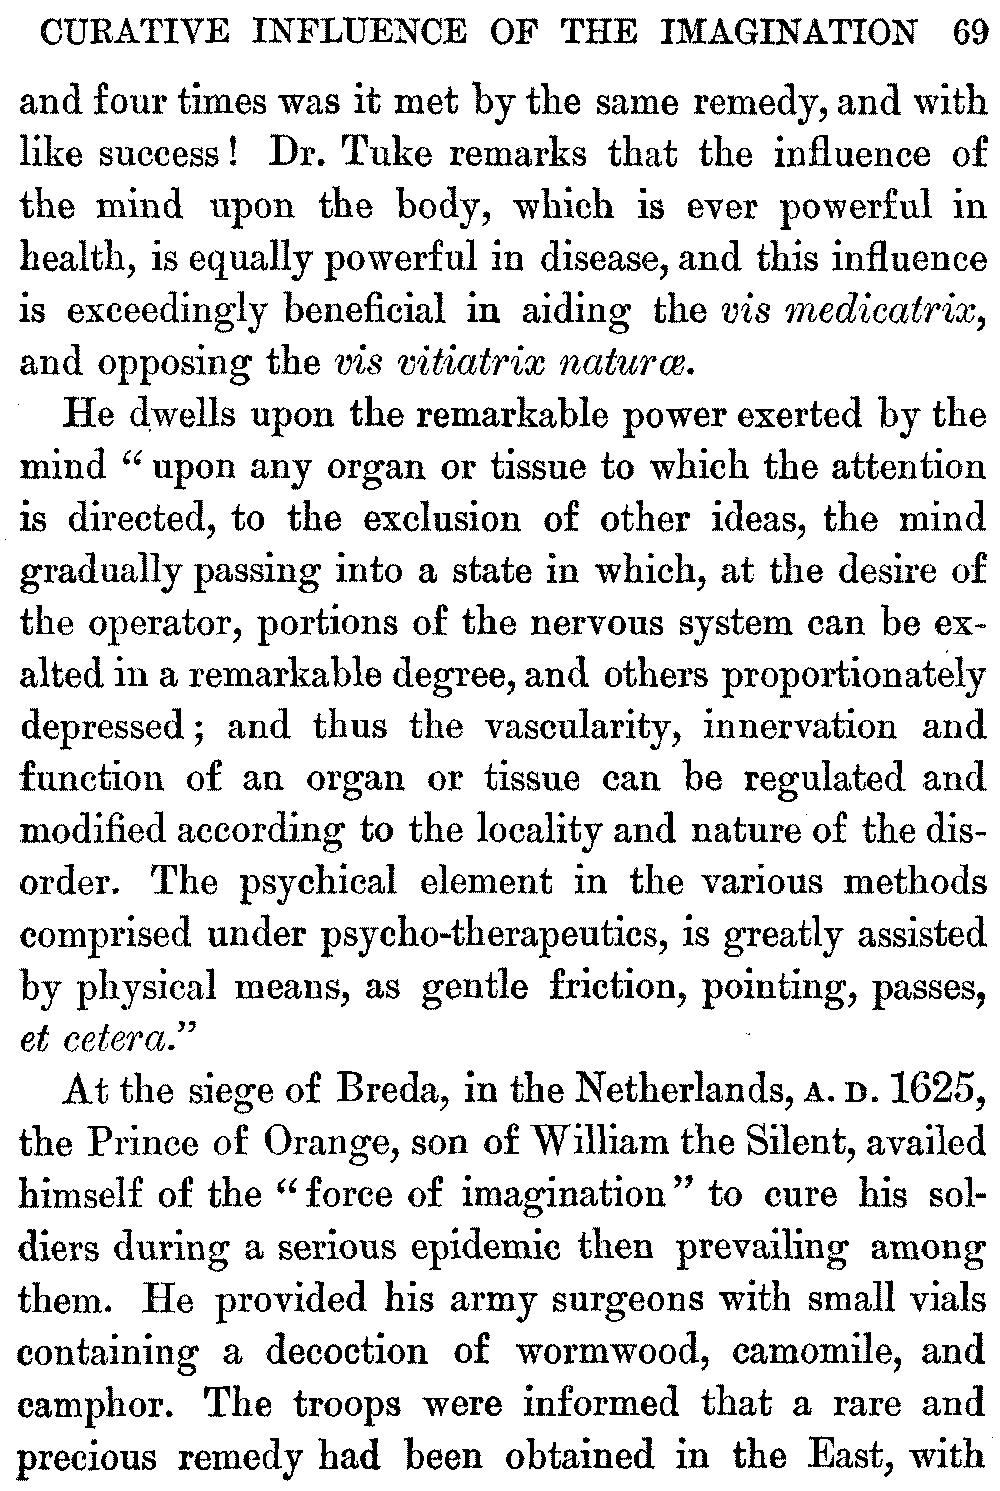 CURATIVE INFLUENCE OF THE IMAGINATION 69
and four times was it met by the same remedy, and with
like success! Dr. Tuke remarks that the influence of
the mind upon the body, which is ever powerful in
health, is equally powerful in disease, and this influence
is exceedingly beneficial in aiding the vis medicatrix,
and opposing the vis vitiatrix naturæ.
He dwells upon the remarkable power exerted by the
mind “upon any organ or tissue to which the attention
is directed, to the exclusion of other ideas, the mind
gradually passing into a state in which, at the desire of
the operator, portions of the nervous system can be ex-
alted in a remarkable degree, and others proportionately
depressed; and thus the vascularity, innervation and
function of an organ or tissue can be regulated and
modified according to the locality and nature of the dis-
order. The psychical element in the various methods
comprised under psycho-therapeutics, is greatly assisted
by physical means, as gentle friction, pointing, passes,
et cetera.”
At the siege of Breda, in the Netherlands, A. D. 1625,
the Prince of Orange, son of William the Silent, availed
himself of the “force of imagination” to cure his sol-
diers during a serious epidemic then prevailing among
them. He provided his army surgeons with small vials
containing a decoction of wormwood, camomile, and
camphor. The troops were informed that a rare and
precious remedy had been obtained in the East, with